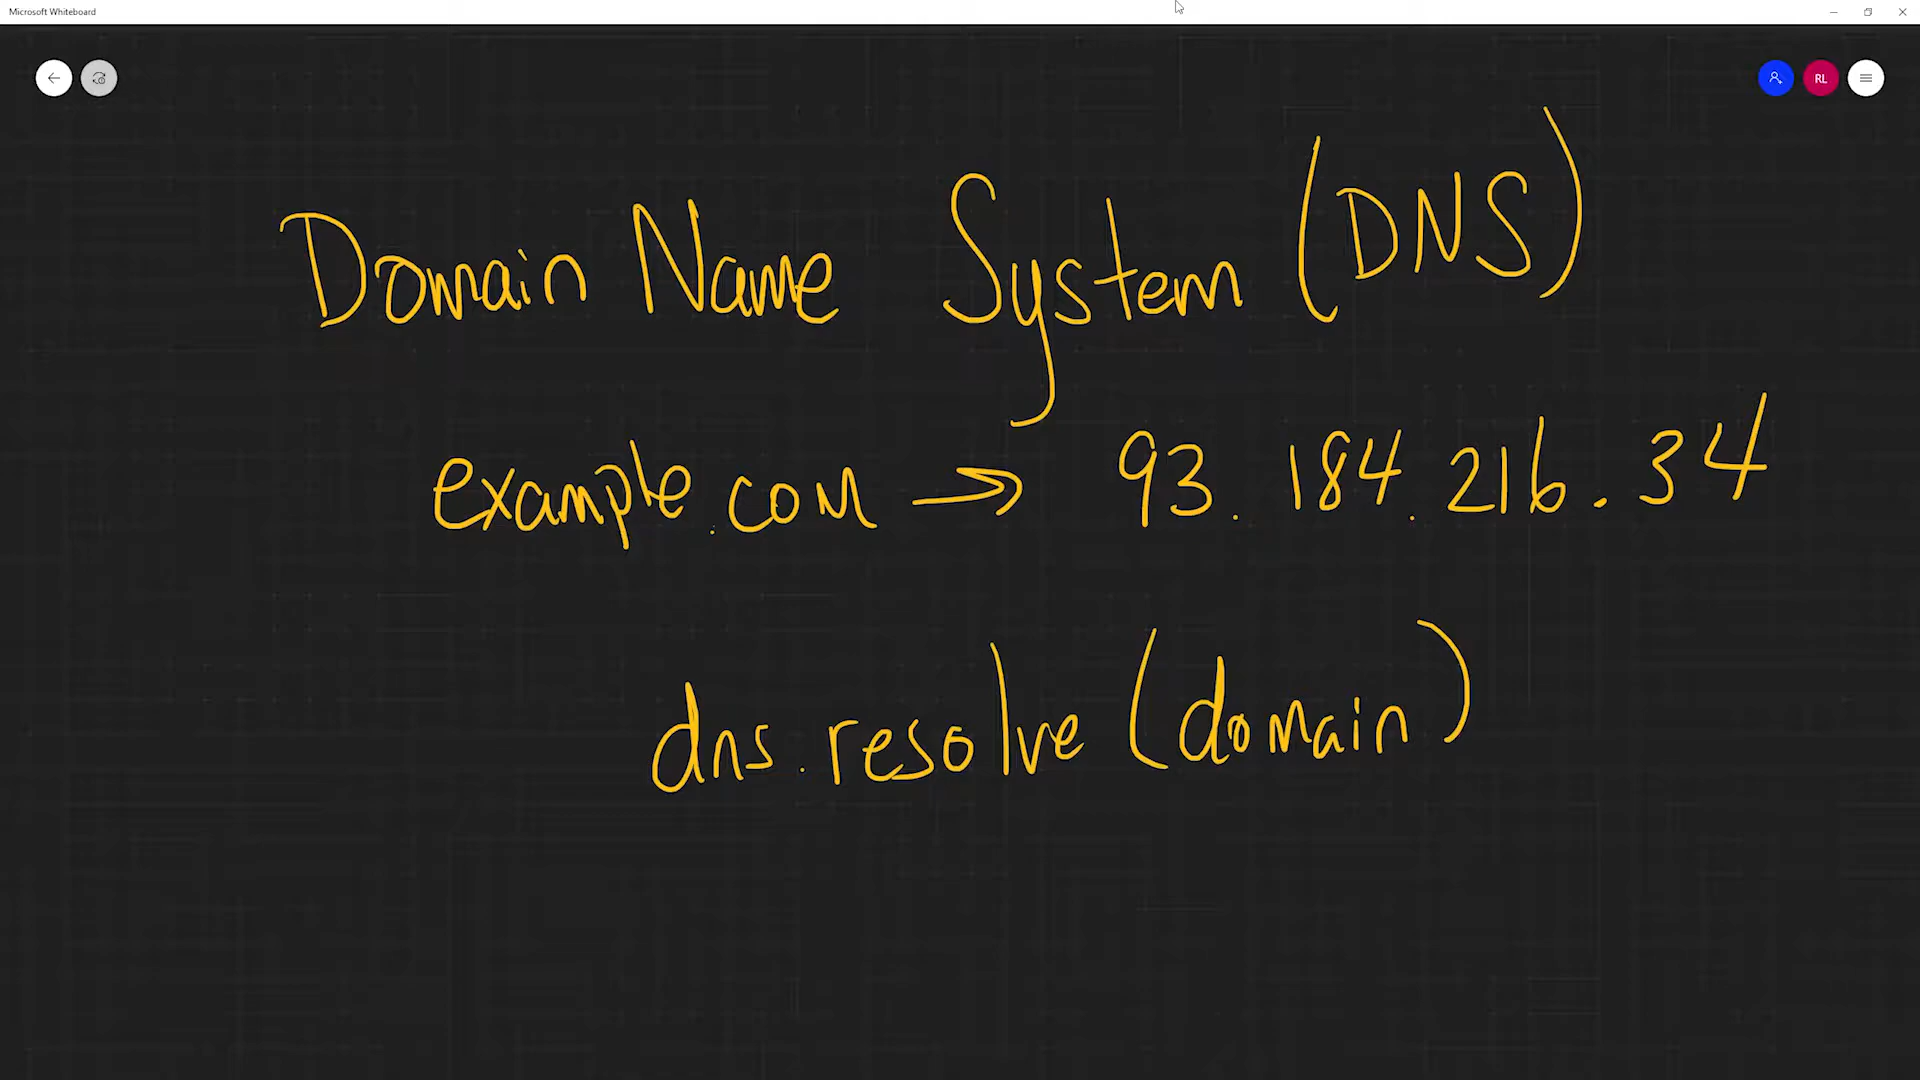 Microsoft Whiteboard
RL
Domain Name System (DNS)
example.com → 93.184.216.34
dns.resolve(domain)